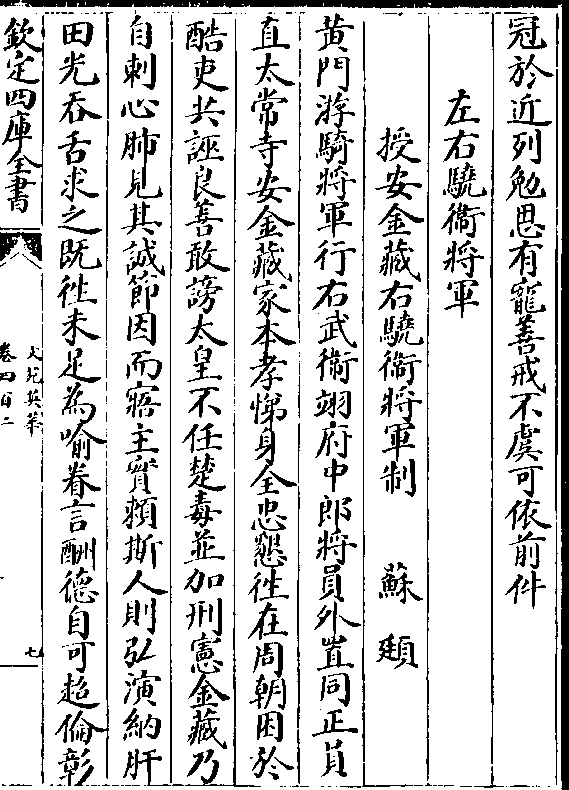 冠於近列勉思有寵善戒不虞可依前件
左右驍衛將軍
授安金藏右驍衛將軍制　蘇頲
黄門游騎將軍行右武衛翊府中郎將員外置同正員
直太常寺安金藏家本孝悌身全忠懇徃在周朝困於
酷吏共誣良善敢謗太皇不任楚毒並加刑憲金藏乃
自刺心肺見其誠節因而寤主實賴斯人則弘演納肝
田光吞舌求之既徃未足為喻眷言酬德自可超倫彰
欽定四庫全書
文苑英華
卷四百二
七